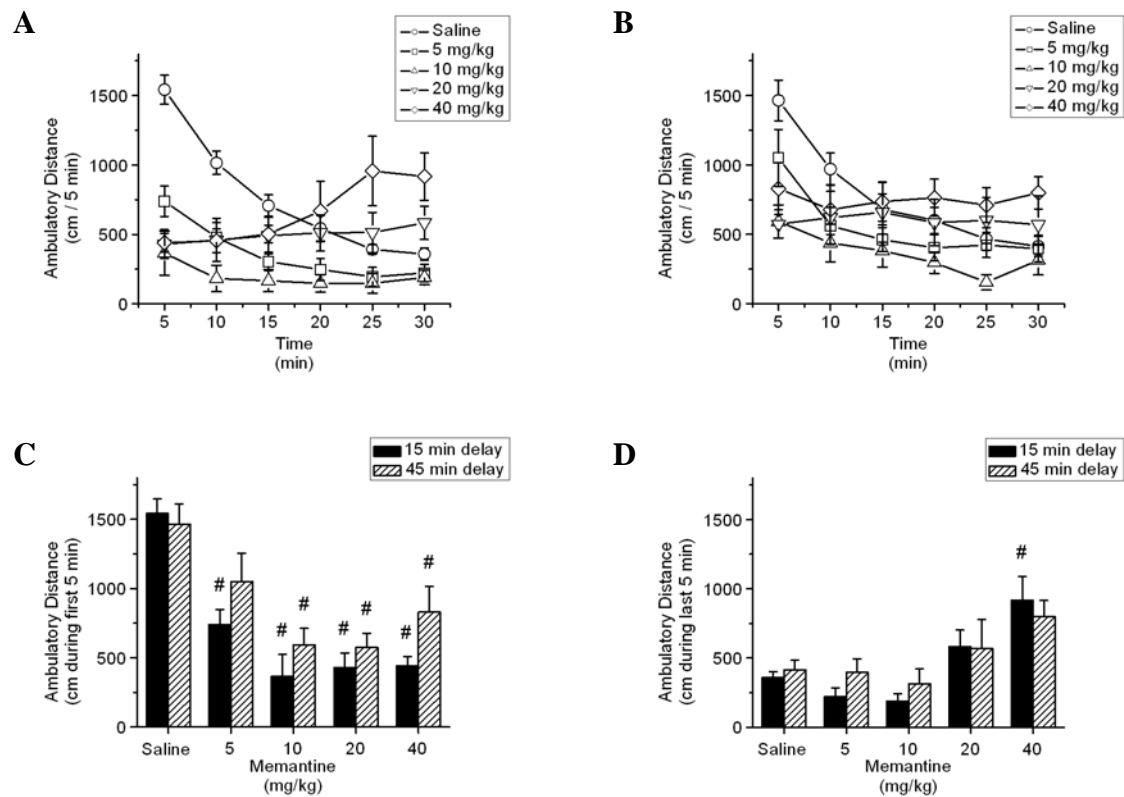 A
Saline
5 mg/kg
10 mg/kg
20 mg/kg
40 mg/kg
1500
1000
500
0
Ambulatory Distance
(cm / 5 min)
5 10 15 20 25 30
Time
(min)
B
Saline
5 mg/kg
10 mg/kg
20 mg/kg
40 mg/kg
1500
1000
500
0
Ambulatory Distance
(cm / 5 min)
5 10 15 20 25 30
Time
(min)
C
15 min delay
45 min delay
1500
1000
500
0
Ambulatory Distance
(cm during first 5 min)
# # # # # # #
Saline 5 10 20 40
Memantine
(mg/kg)
D
15 min delay
45 min delay
1500
1000
500
0
Ambulatory Distance
(cm during last 5 min)
#
Saline 5 10 20 40
Memantine
(mg/kg)